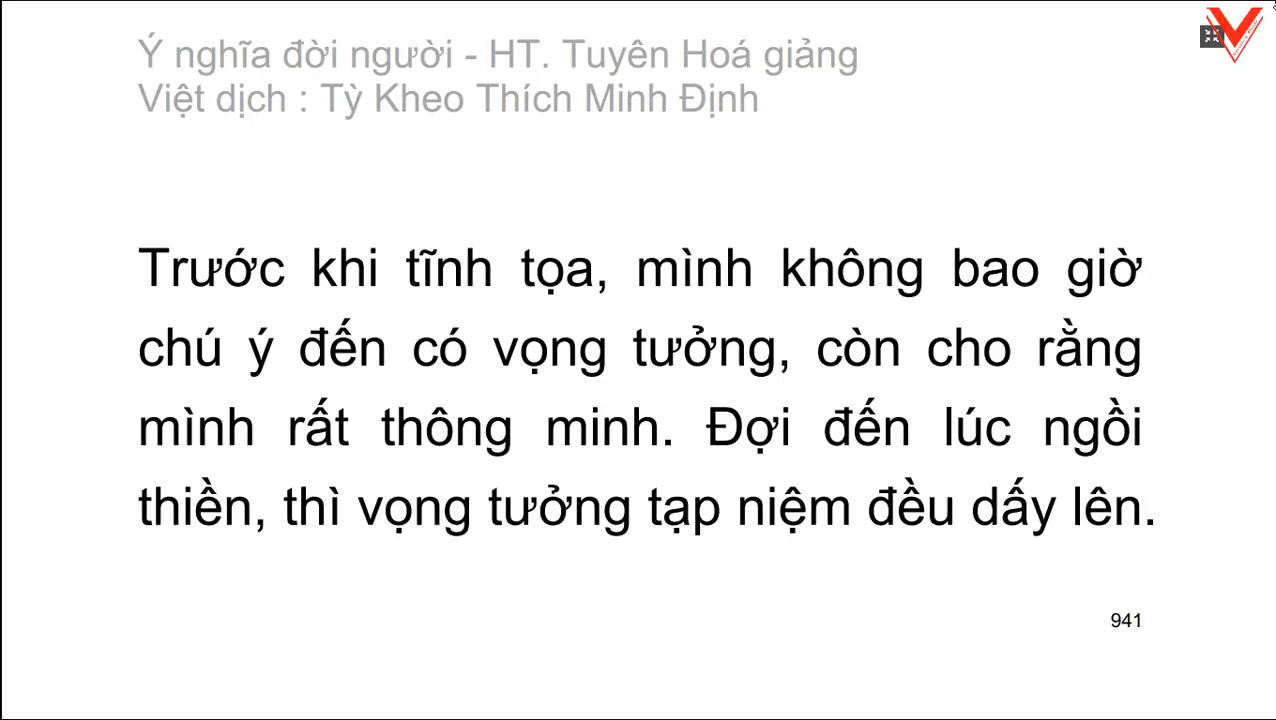 Ý nghĩa đời người - HT. Tuyên Hoá giảng
Việt dịch : Tỳ Kheo Thích Minh Định
Trước khi tĩnh tọa, mình không bao giờ
chú ý đến có vọng tưởng, còn cho rằng
mình rất thông minh. Đợi đến lúc ngồi
thiền, thì vọng tưởng tạp niệm đều dấy lên.
941